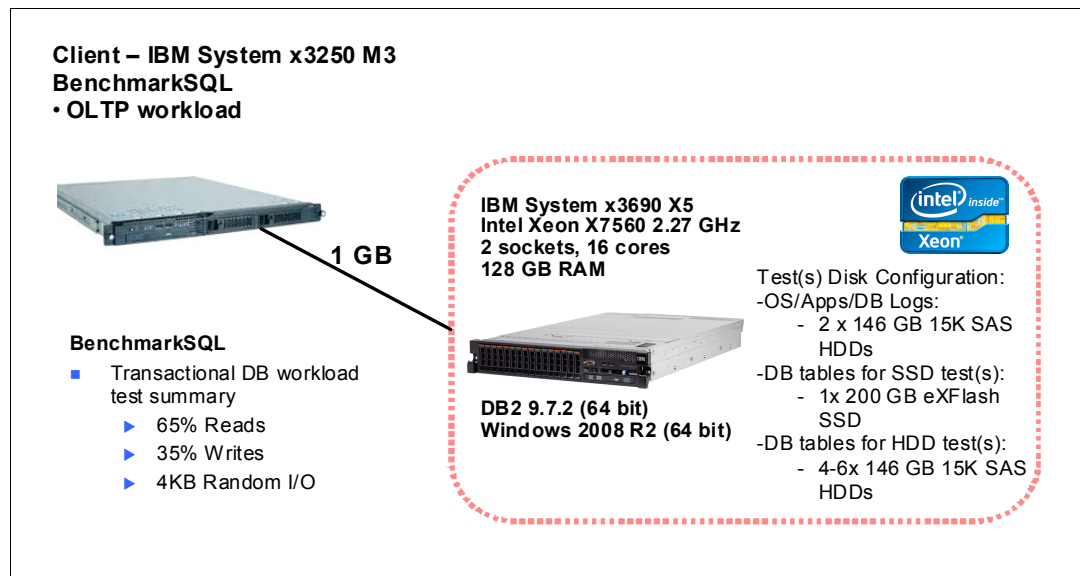 Client – IBM System x3250 M3
BenchmarkSQL
• OLTP workload
1 GB
BenchmarkSQL
■ Transactional DB workload
test summary
▶ 65% Reads
▶ 35% Writes
▶ 4KB Random I/O
IBM System x3690 X5
Intel Xeon X7560 2.27 GHz
2 sockets, 16 cores
128 GB RAM
DB2 9.7.2 (64 bit)
Windows 2008 R2 (64 bit)
intel inside™
Xeon®
Test(s) Disk Configuration:
-OS/Apps/DB Logs:
- 2 x 146 GB 15K SAS
HDDs
-DB tables for SSD test(s):
- 1x 200 GB eXFlash
SSD
-DB tables for HDD test(s):
- 4-6x 146 GB 15K SAS
HDDs